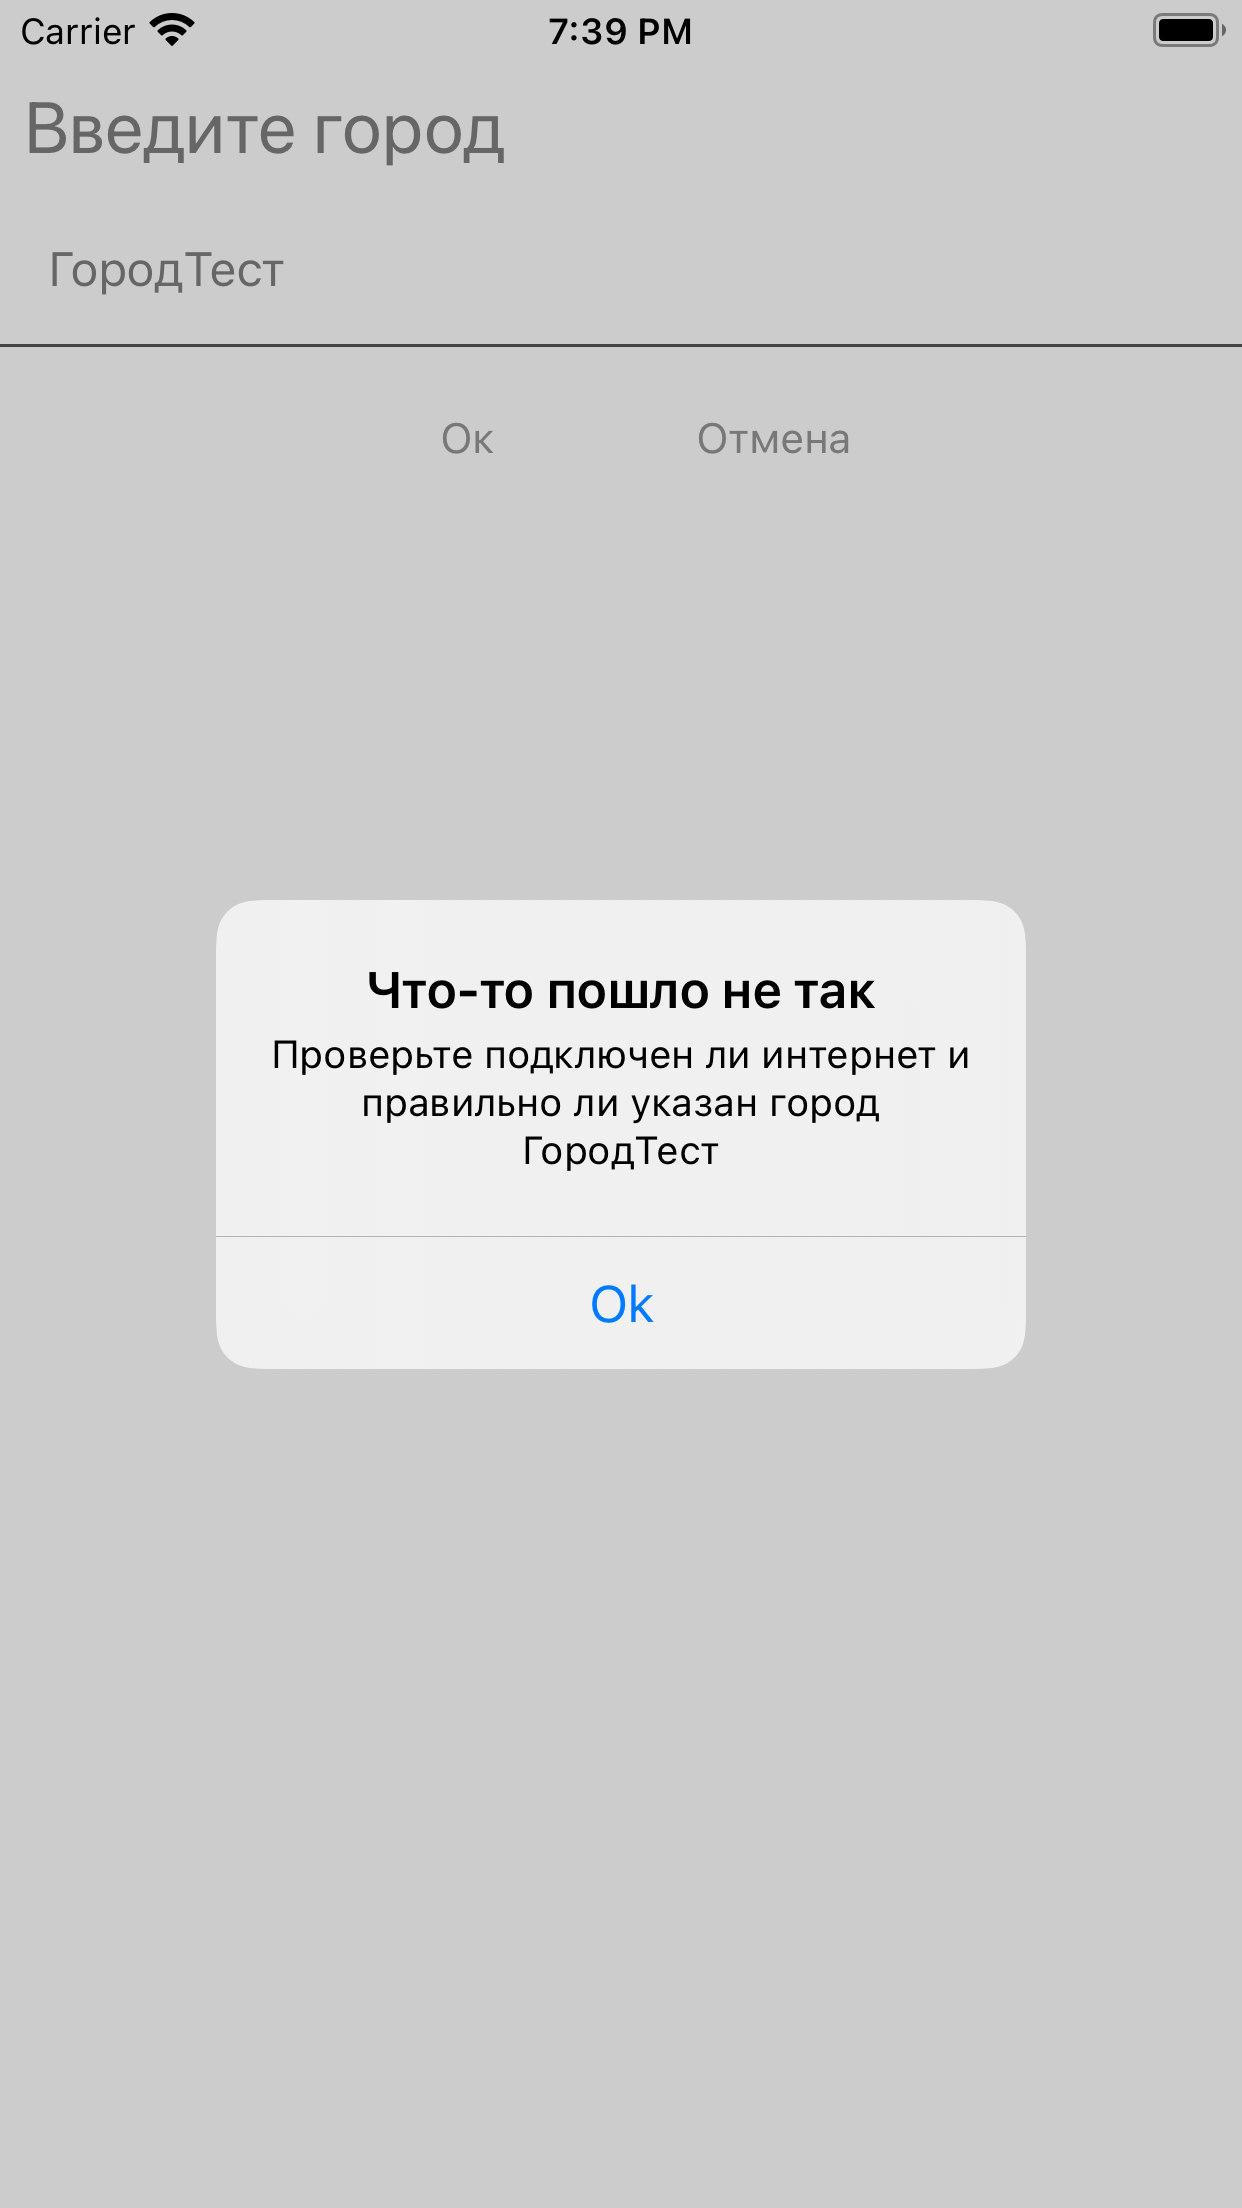 Carrier 7:39 PM
Введите город
ГородТест
Ок Отмена
Что-то пошло не так
Проверьте подключен ли интернет и
правильно ли указан город
ГородТест
Ok